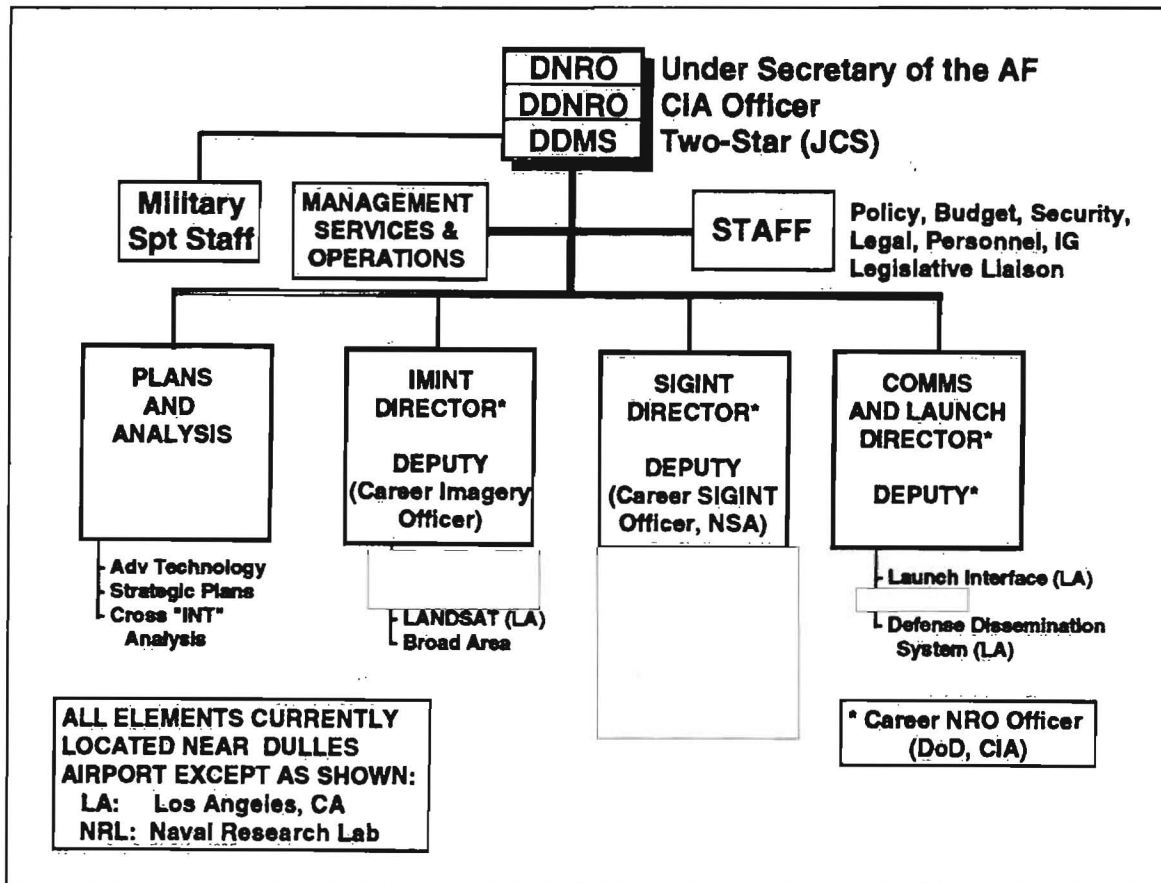 DNRO Under Secretary of the AF
DDNRO CIA Officer
DDMS Two-Star (JCS)
Military
Spt Staff
MANAGEMENT
SERVICES &
OPERATIONS
STAFF
Policy, Budget, Security,
Legal, Personnel, IG
Legislative Liaison
PLANS
AND
ANALYSIS
Adv Technology
Strategic Plans
Cross "INT"
Analysis
IMINT
DIRECTOR*
DEPUTY
(Career Imagery
Officer)
LANDSAT (LA)
Broad Area
SIGINT
DIRECTOR*
DEPUTY
(Career SIGINT
Officer, NSA)
COMMS
AND LAUNCH
DIRECTOR*
DEPUTY*
Launch Interface (LA)
Defense Dissemination
System (LA)
ALL ELEMENTS CURRENTLY
LOCATED NEAR DULLES
AIRPORT EXCEPT AS SHOWN:
LA: Los Angeles, CA
NRL: Naval Research Lab
* Career NRO Officer
(DoD, CIA)